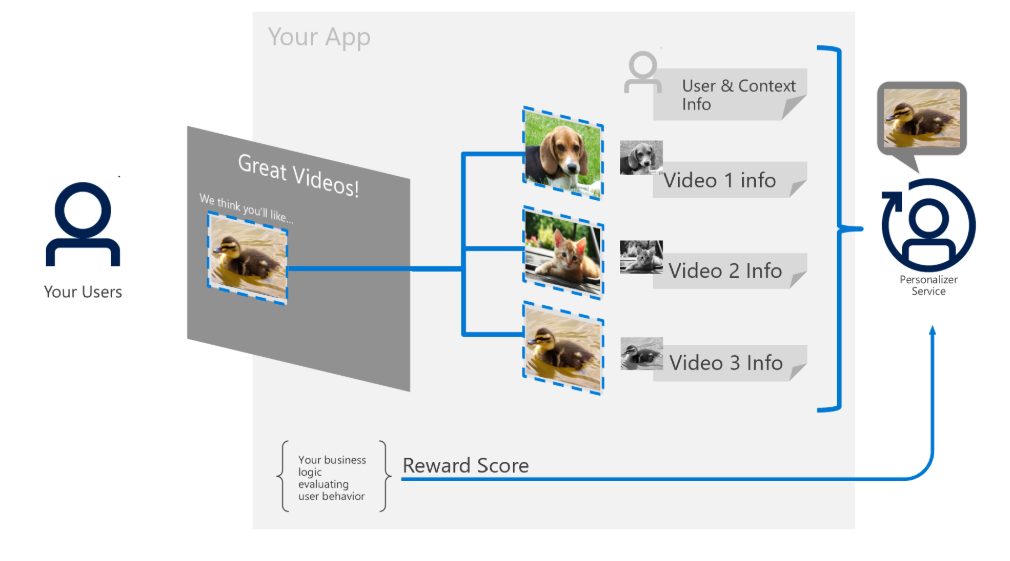 Your App
User & Context
Info
Great Videos!
We think you'll like...
Video 1 info
Video 2 Info
Personalizer
Service
Your Users
Video 3 Info
Your business
logic
evaluating
user behavior
Reward Score